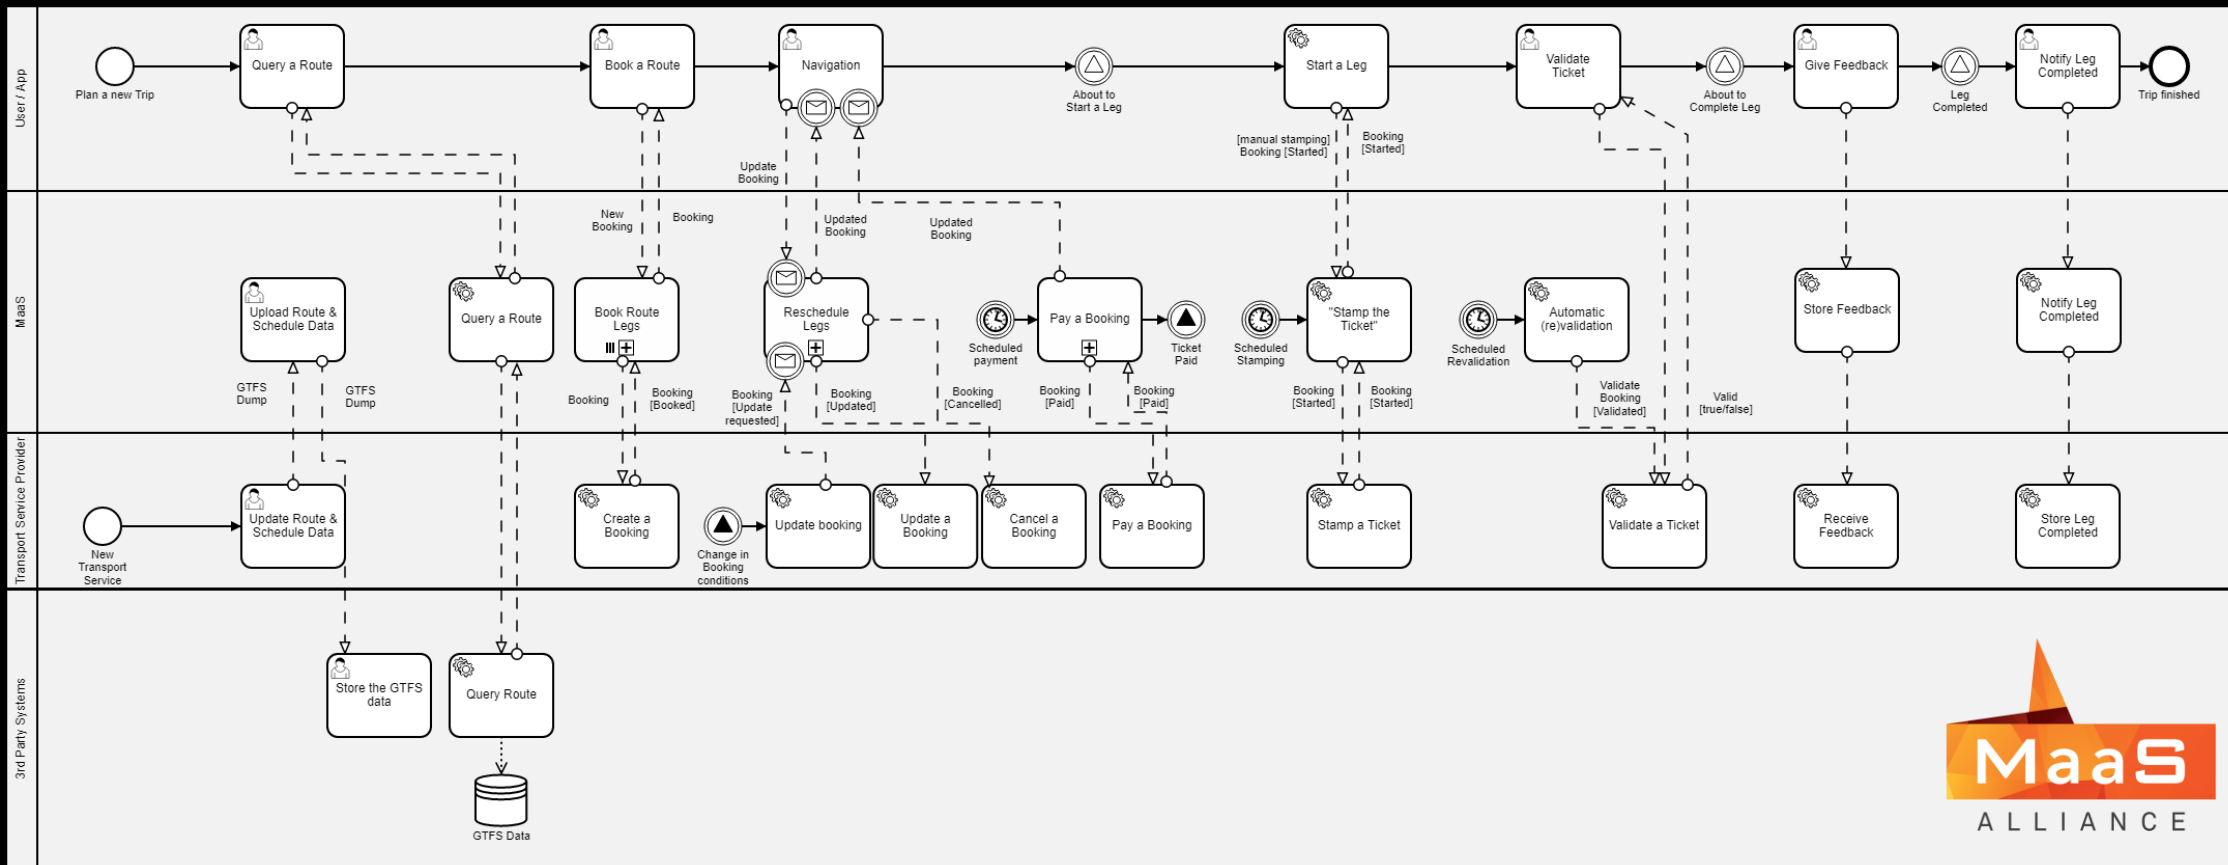 User / App
Plan a new Trip
Query a Route
Book a Route
Navigation
About to
Start a Leg
Start a Leg
Validate
Ticket
About to
Complete Leg
Give Feedback
Leg
Completed
Notify Leg
Completed
Trip finished
Update
Booking
[manual stamping]
Booking [Started]
Booking
[Started]
MaaS
New
Booking
Booking
Updated
Booking
Updated
Booking
Upload Route &
Schedule Data
Query a Route
Book Route
Legs
Reschedule
Legs
Scheduled
payment
Pay a Booking
Ticket
Paid
Scheduled
Stamping
"Stamp the
Ticket"
Scheduled
Revalidation
Automatic
(re)validation
Store Feedback
Notify Leg
Completed
GTFS
Dump
GTFS
Dump
Booking
Booking
[Booked]
Booking
[Update
requested]
Booking
[Updated]
Booking
[Cancelled]
Booking
[Paid]
Booking
[Paid]
Booking
[Started]
Booking
[Started]
Validate
Booking
[Validated]
Valid
[true/false]
Transport Service Provider
New
Transport
Service
Update Route &
Schedule Data
Create a
Booking
Change in
Booking
conditions
Update booking
Update a
Booking
Cancel a
Booking
Pay a Booking
Stamp a Ticket
Validate a Ticket
Receive
Feedback
Store Leg
Completed
3rd Party Systems
Store the GTFS
data
Query Route
GTFS Data
MaaS
ALLIANCE